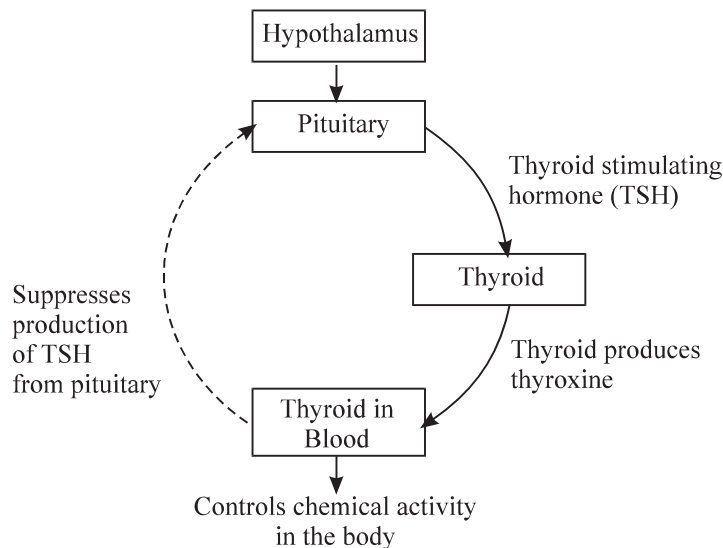 Hypothalamus
Pituitary
Thyroid stimulating
hormone (TSH)
Thyroid
Suppresses
production
of TSH
from pituitary
Thyroid produces
thyroxine
Thyroid in
Blood
Controls chemical activity
in the body